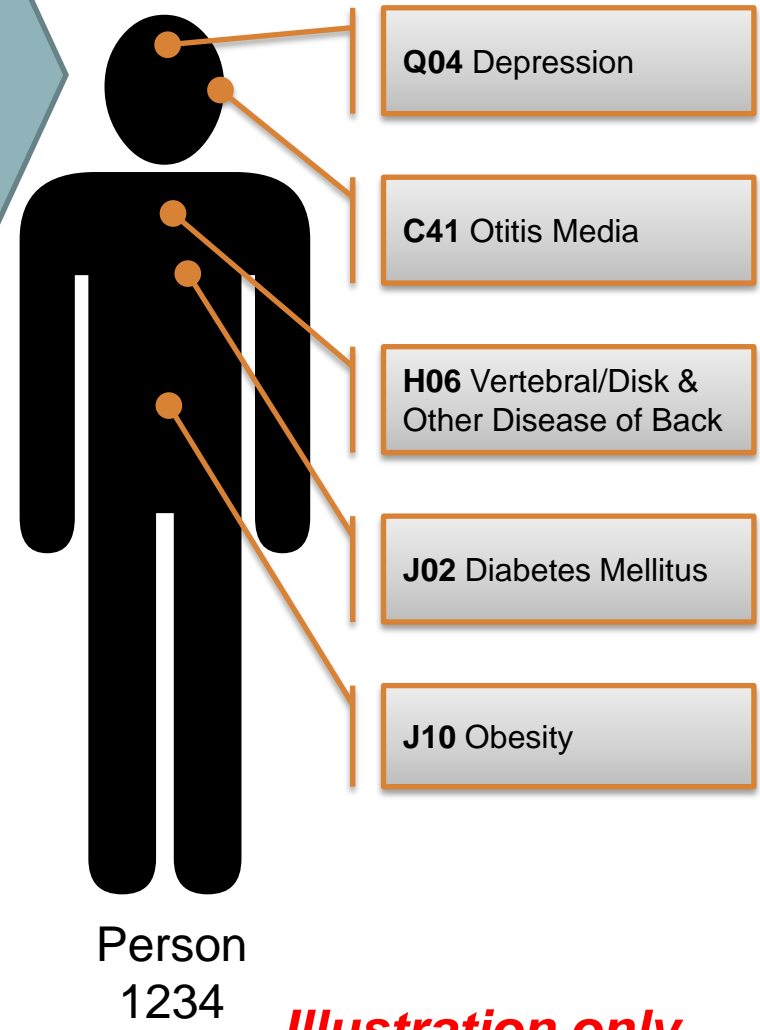 Q04 Depression
C41 Otitis Media
H06 Vertebral/Disk &
Other Disease of Back
J02 Diabetes Mellitus
J10 Obesity
Person
1234
Illustration only